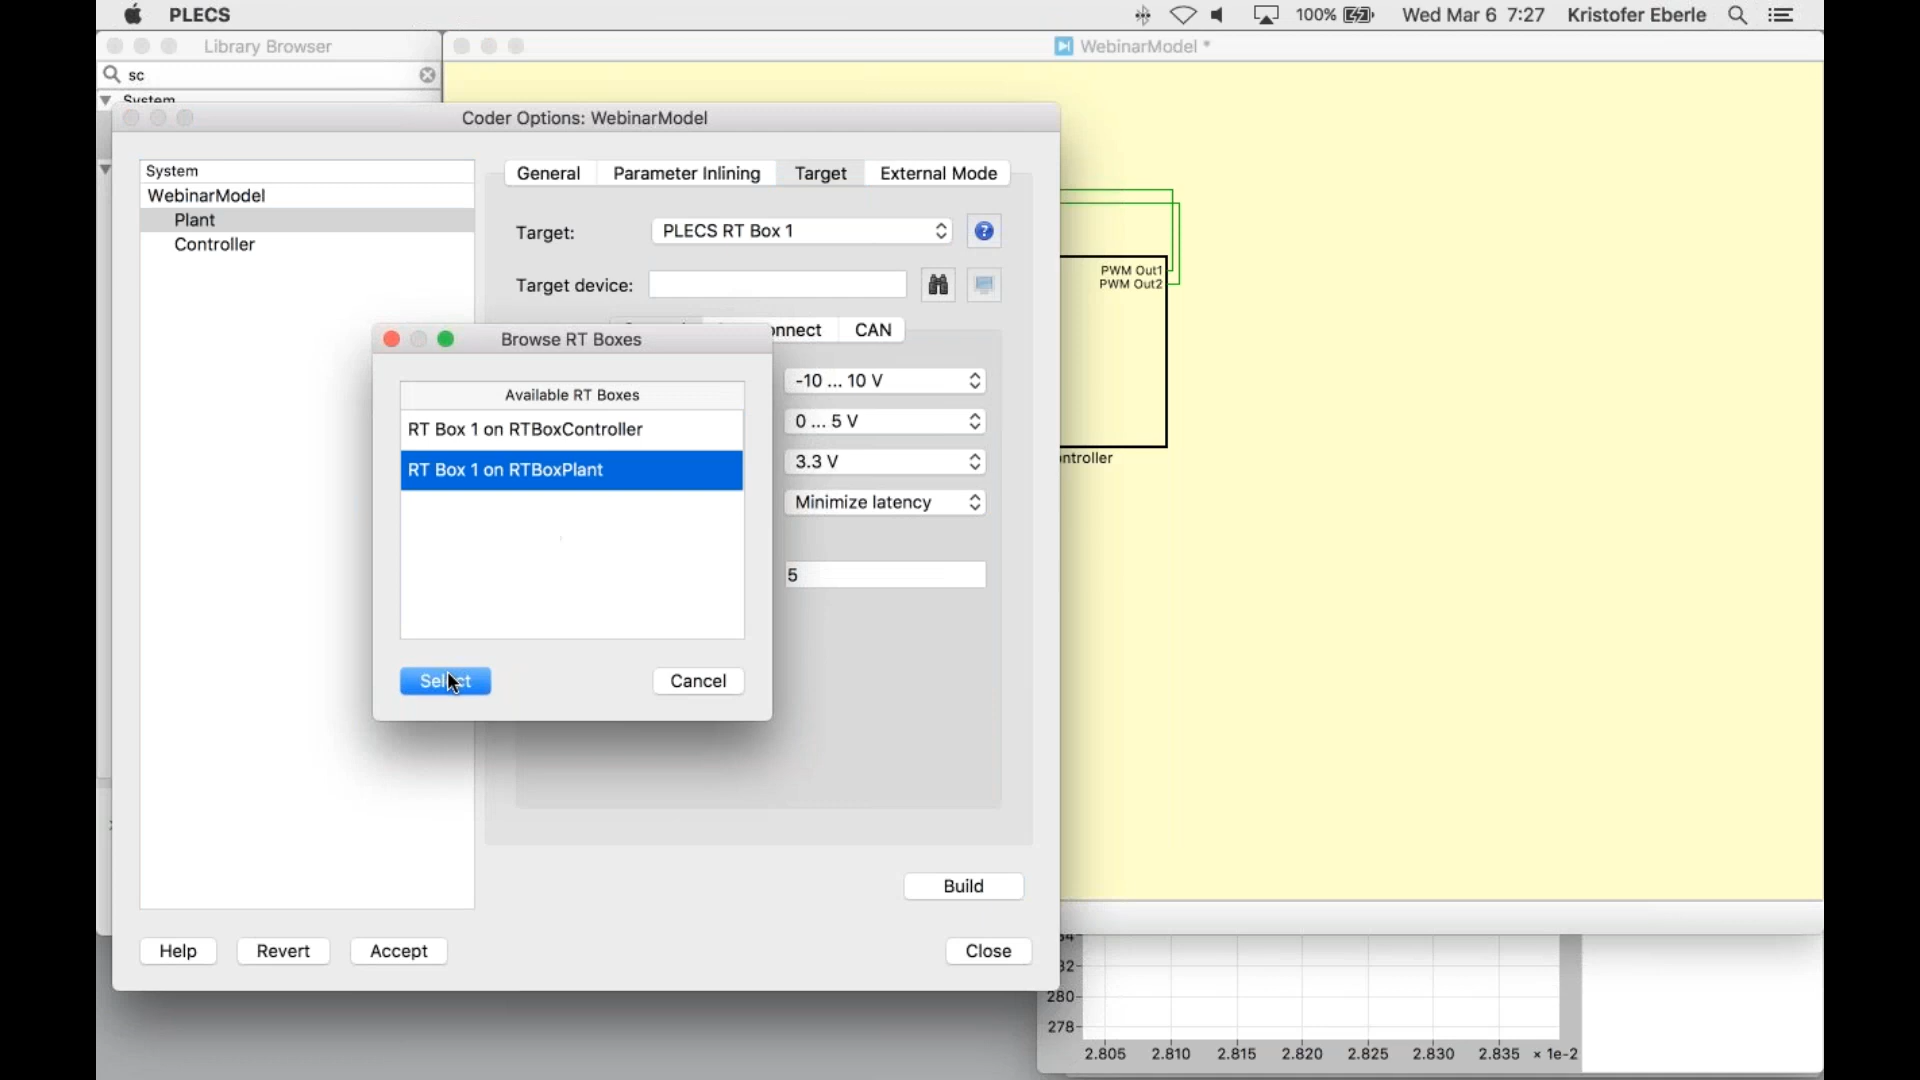 PLECS
100%
Wed Mar 6 7:27
Kristofer Eberle
Library Browser
WebinarModel *
sc
System
Coder Options: WebinarModel
System
WebinarModel
Plant
Controller
General
Parameter Inlining
Target
External Mode
Target:
PLECS RT Box 1
?
Target device:
CAN
-10 ... 10 V
0 ... 5 V
3.3 V
Minimize latency
5
Browse RT Boxes
Available RT Boxes
RT Box 1 on RTBoxController
RT Box 1 on RTBoxPlant
Select
Cancel
Build
Help
Revert
Accept
Close
PWM Out1
PWM Out2
280
278
2.805 2.810 2.815 2.820 2.825 2.830 2.835 × 1e-2